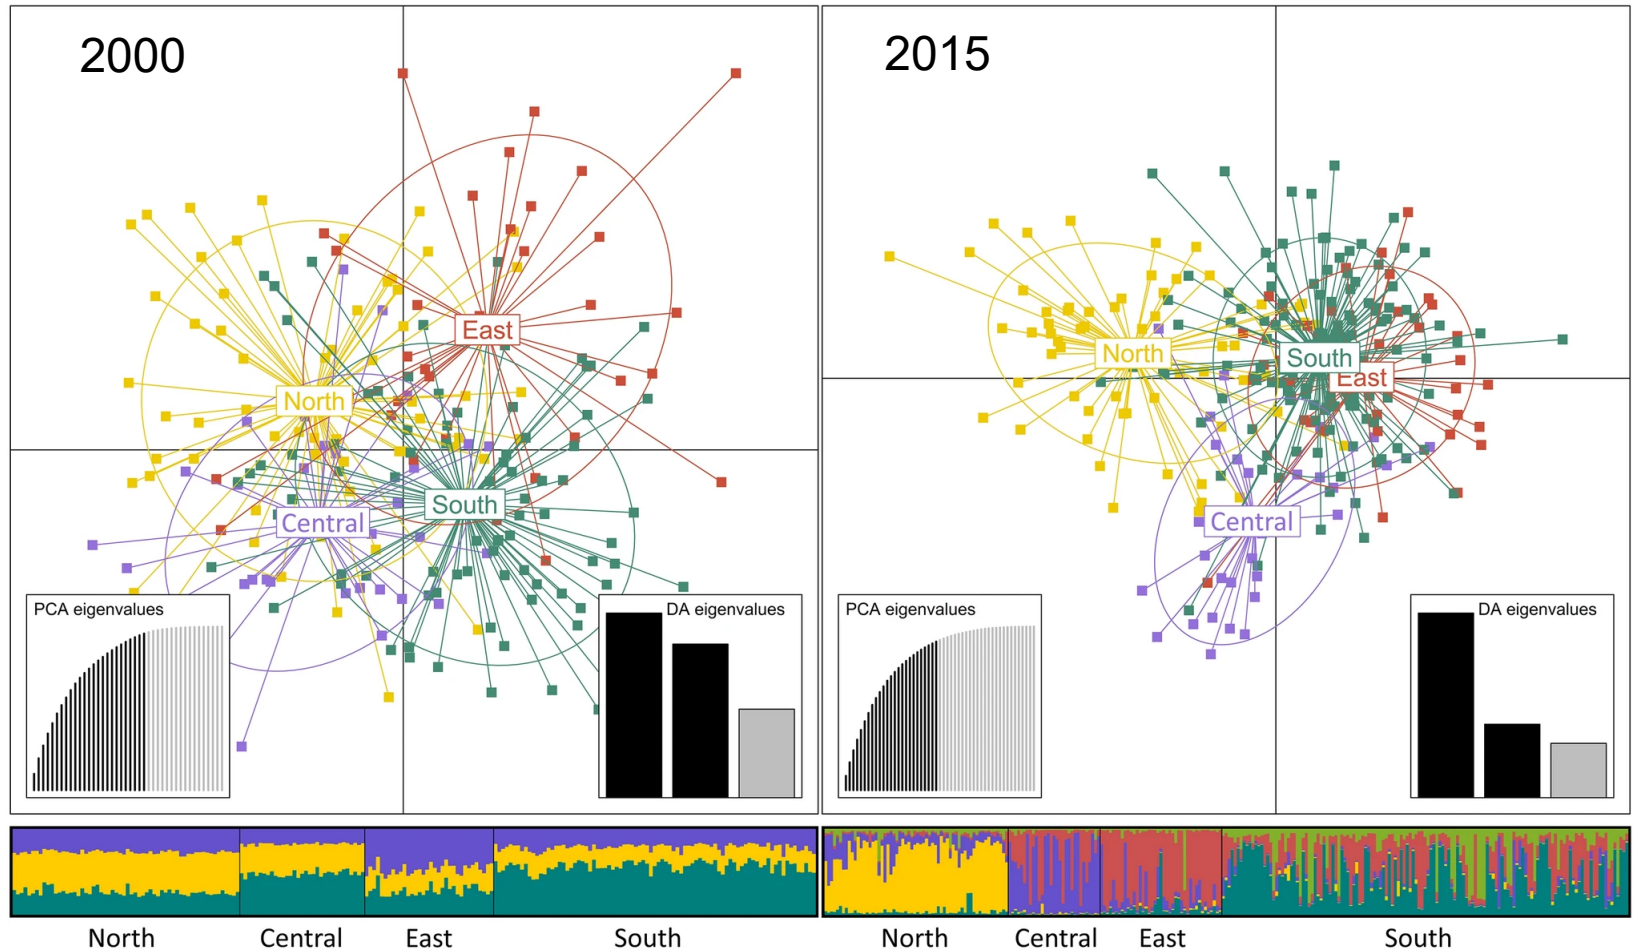 2000
2015
East
North
Central
South
North
South
East
Central
PCA eigenvalues
DA eigenvalues
PCA eigenvalues
DA eigenvalues
North Central East South
North Central East South